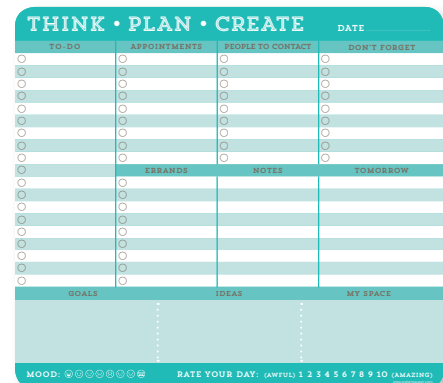 THINK • PLAN • CREATE
DATE
TO-DO APPOINTMENTS PEOPLE TO CONTACT DON'T FORGET
ERRANDS NOTES TOMORROW
GOALS IDEAS MY SPACE
MOOD: RATE YOUR DAY: (AWFUL) 1 2 3 4 5 6 7 8 9 10 (AMAZING)